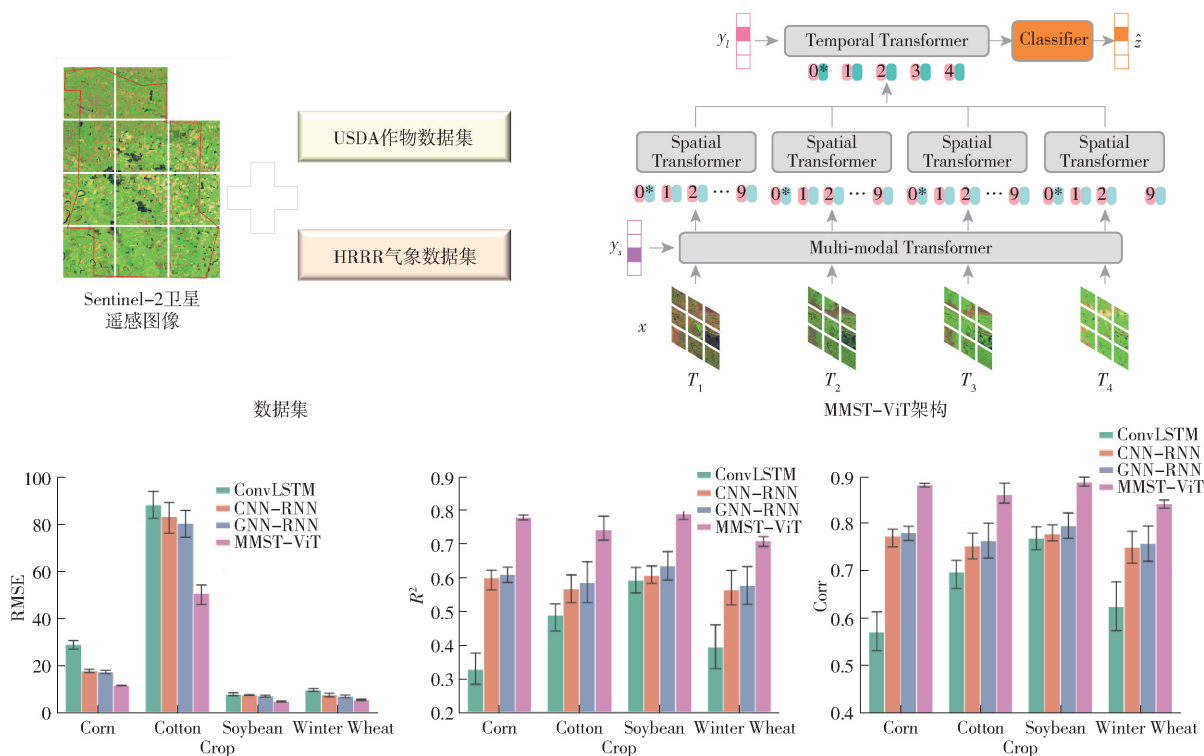 Sentinel-2卫星
遥感图像
USDA作物数据集
HRRR气象数据集
数据集
y_l
Temporal Transformer
Classifier
ẑ
0* 1 2 3 4
Spatial
Transformer
Spatial
Transformer
Spatial
Transformer
Spatial
Transformer
0* 1 2 … 9
0* 1 2 … 9
0* 1 2 … 9
0* 1 2 9
y_s
Multi-modal Transformer
x
T_1
T_2
T_3
T_4
MMST-ViT架构
ConvLSTM
CNN-RNN
GNN-RNN
MMST-ViT
100
80
60
40
20
0
RMSE
Corn Cotton Soybean Winter Wheat
Crop
ConvLSTM
CNN-RNN
GNN-RNN
MMST-ViT
0.9
0.8
0.7
0.6
0.5
0.4
0.3
0.2
R²
Corn Cotton Soybean Winter Wheat
Crop
ConvLSTM
CNN-RNN
GNN-RNN
MMST-ViT
0.9
0.8
0.7
0.6
0.5
0.4
Corr
Corn Cotton Soybean Winter Wheat
Crop